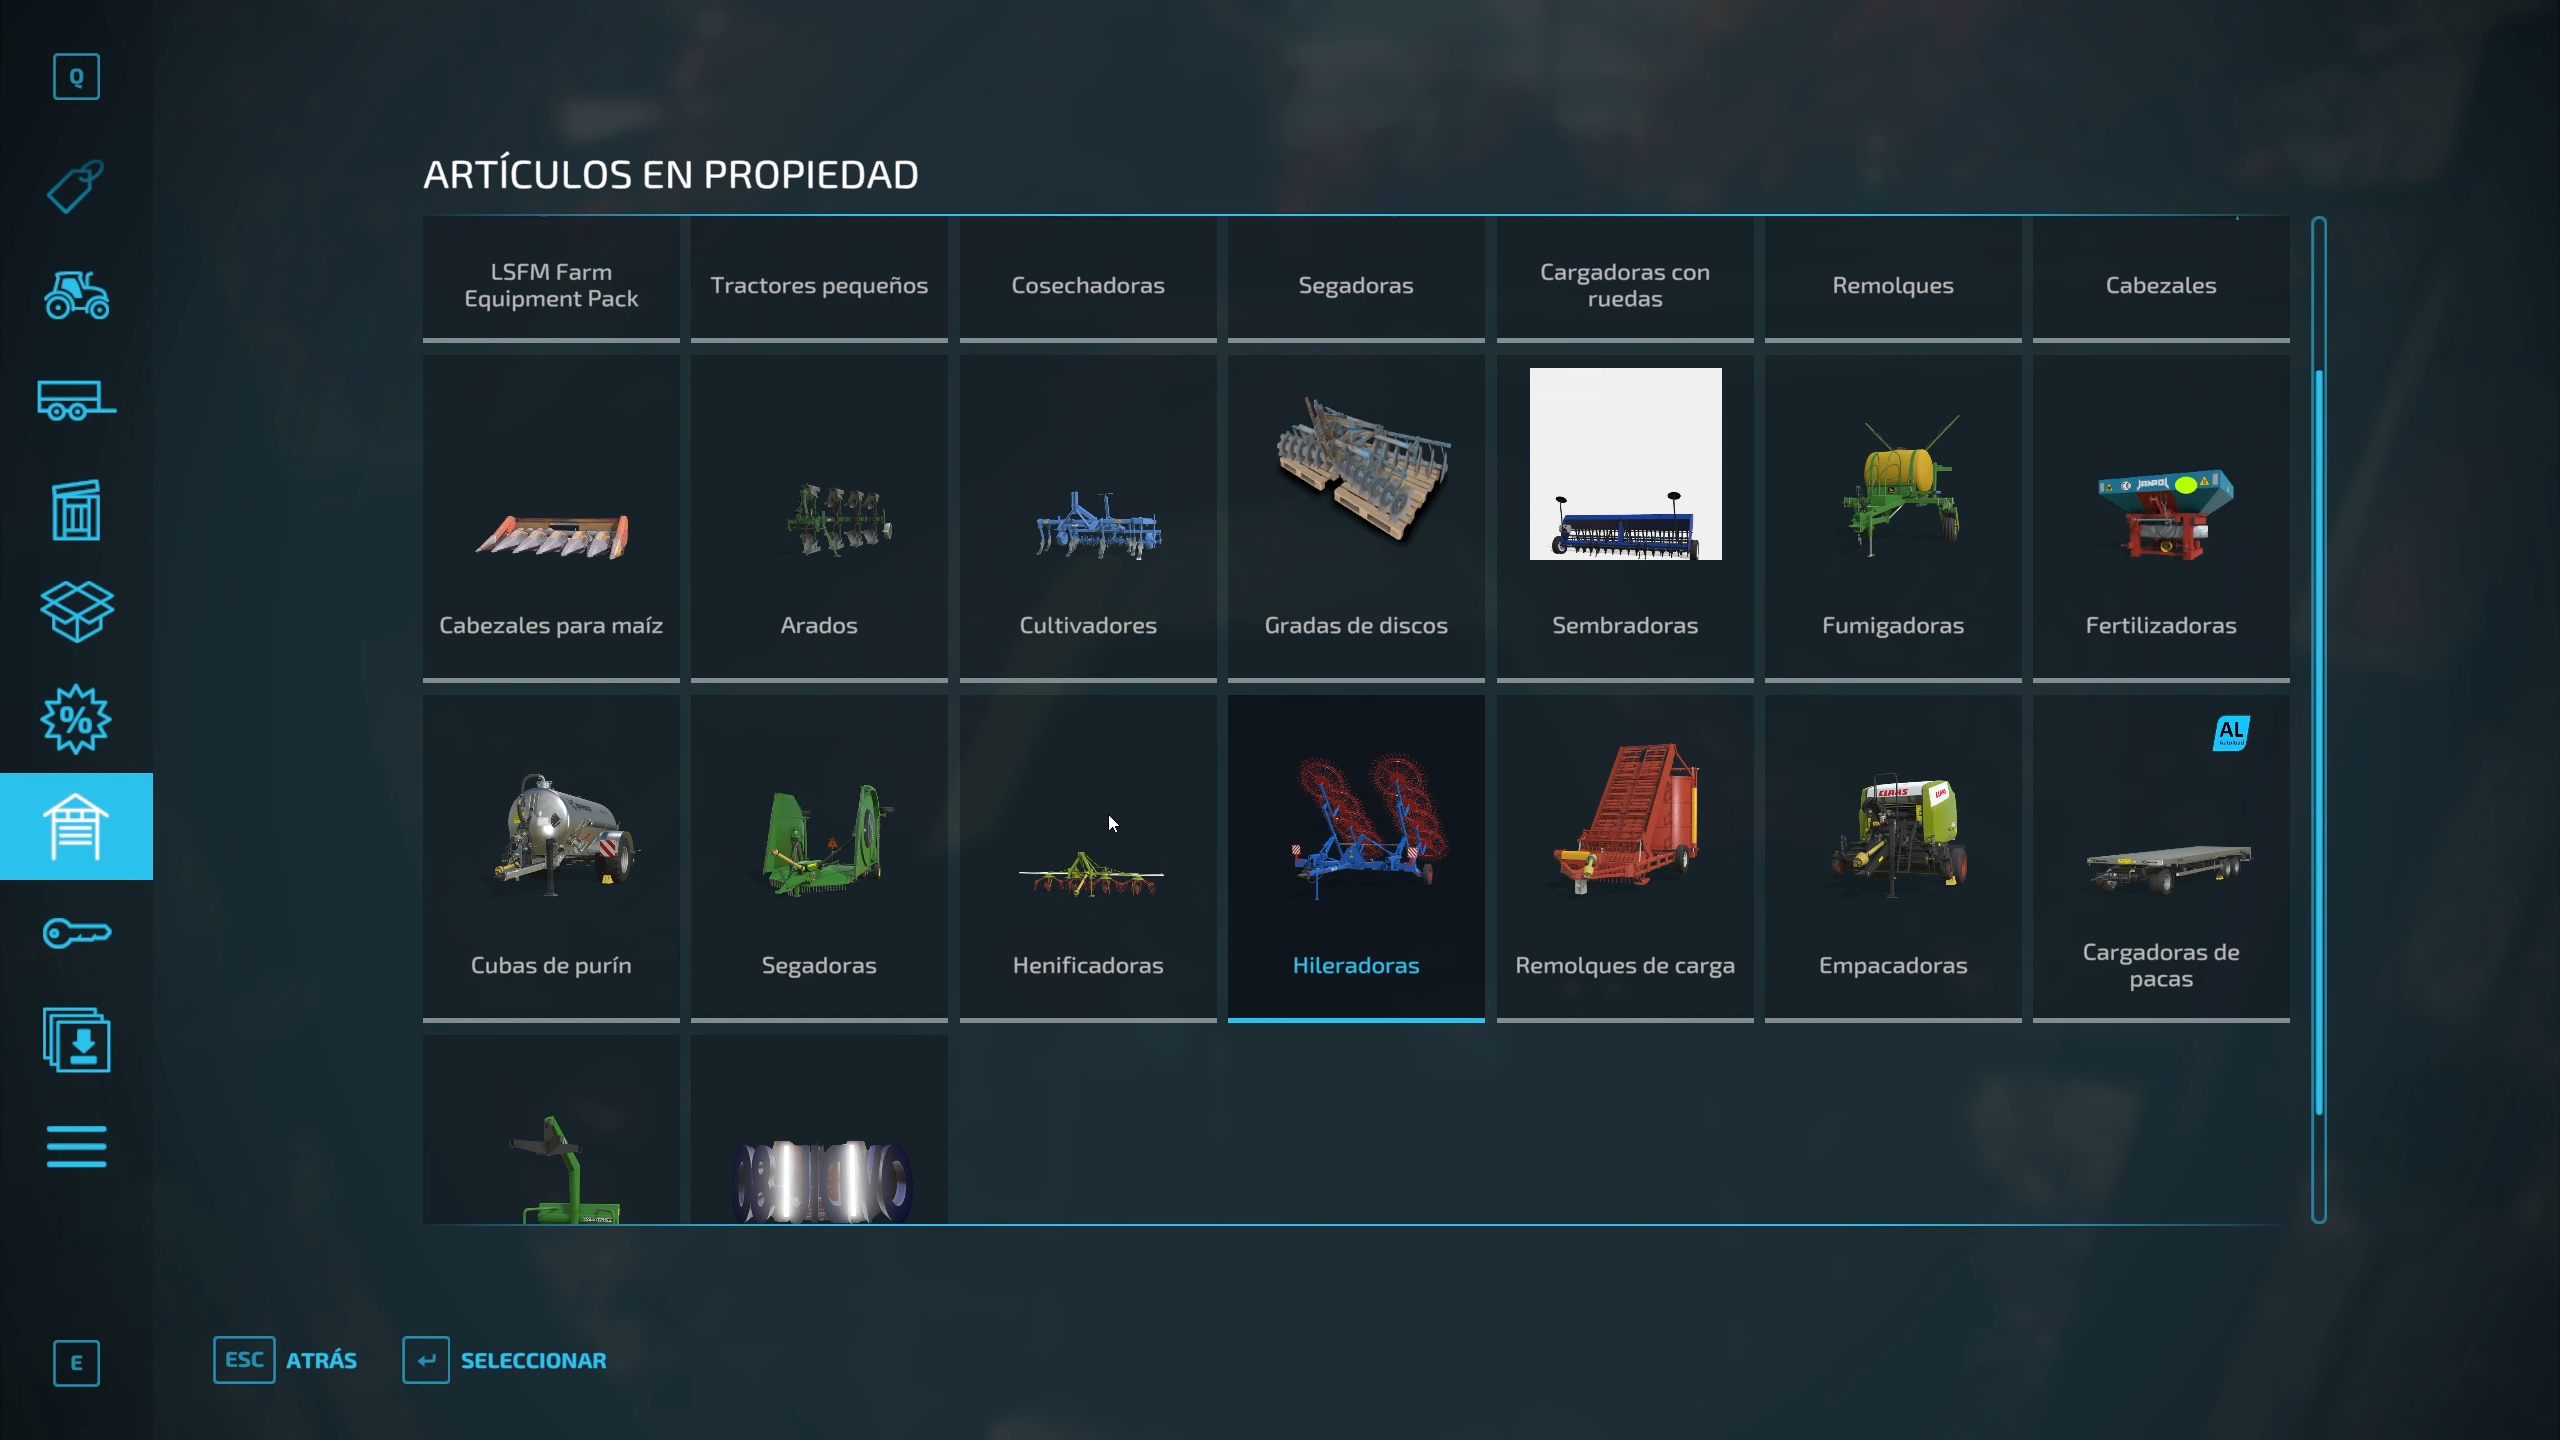 Q
ARTÍCULOS EN PROPIEDAD
LSFM Farm
Equipment Pack
Tractores pequeños
Cosechadoras
Segadoras
Cargadoras con
ruedas
Remolques
Cabezales
Cabezales para maíz
Arados
Cultivadores
Gradas de discos
Sembradoras
Fumigadoras
Fertilizadoras
%
CLAAS
AL
Autoload
Cubas de purín
Segadoras
Henificadoras
Hileradoras
Remolques de carga
Empacadoras
Cargadoras de
pacas
E
ESC ATRÁS
SELECCIONAR